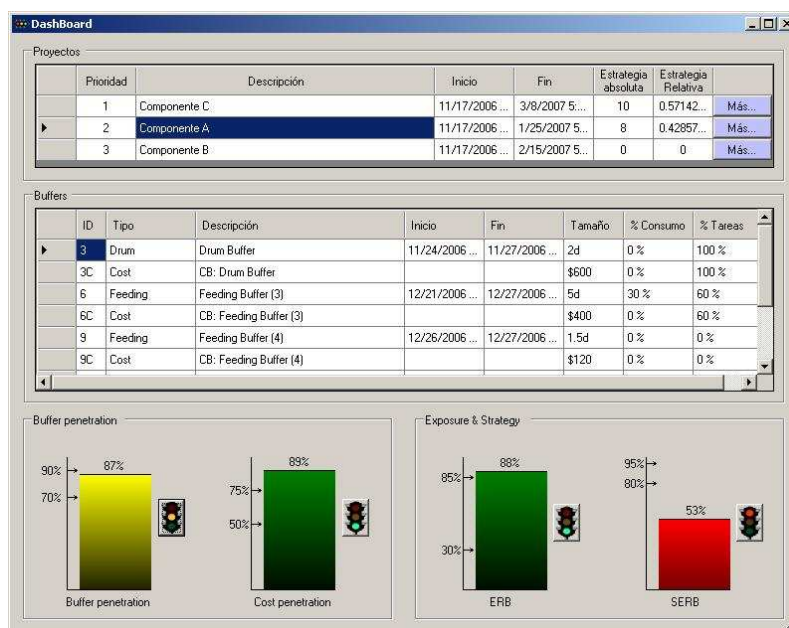 DashBoard
Proyectos
Prioridad Descripción Inicio Fin Estrategia absoluta Estrategia Relativa
1 Componente C 11/17/2006 ... 3/8/2007 5:... 10 0.57142... Más...
2 Componente A 11/17/2006 ... 1/25/2007 5... 8 0.42857... Más...
3 Componente B 11/17/2006 ... 2/15/2007 5... 0 0 Más...
Buffers
ID Tipo Descripción Inicio Fin Tamaño % Consumo % Tareas
3 Drum Drum Buffer 11/24/2006 ... 11/27/2006 ... 2d 0 % 100 %
3C Cost CB: Drum Buffer $600 0 % 100 %
6 Feeding Feeding Buffer (3) 12/21/2006 ... 12/27/2006 ... 5d 30 % 60 %
6C Cost CB: Feeding Buffer (3) $400 0 % 60 %
9 Feeding Feeding Buffer (4) 12/26/2006 ... 12/27/2006 ... 1.5d 0 % 0 %
9C Cost CB: Feeding Buffer (4) $120 0 % 0 %
Buffer penetration
90%
70%
87%
Buffer penetration
75%
50%
89%
Cost penetration
Exposure & Strategy
85%
30%
88%
ERB
95%
80%
53%
SERB